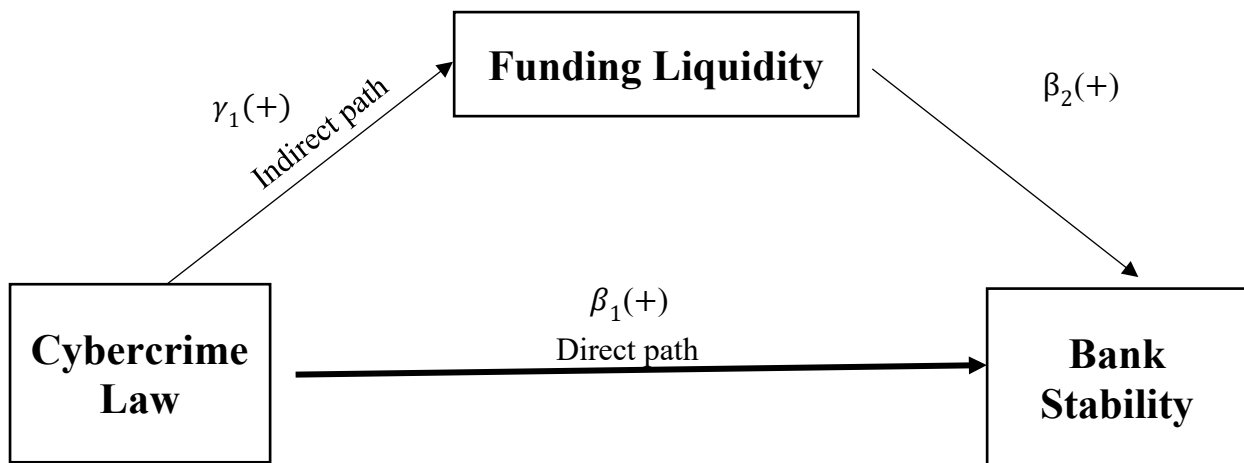 Funding Liquidity
γ₁(+)
Indirect path
β₂(+)
β₁(+)
Direct path
Cybercrime
Law
Bank
Stability